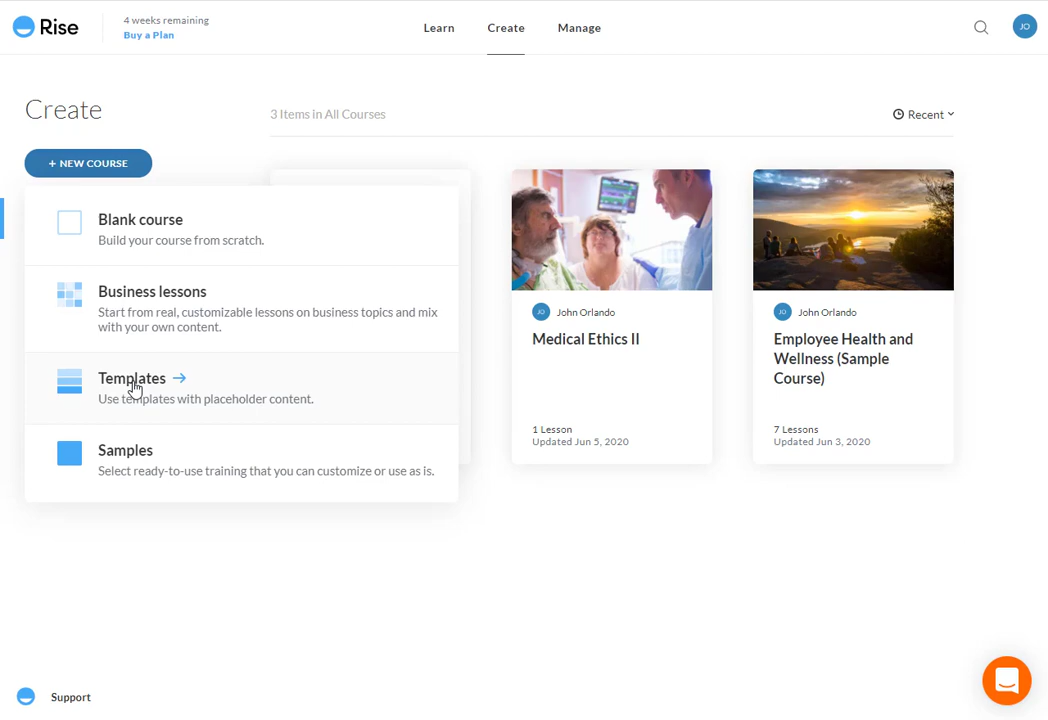 Rise
4 weeks remaining
Buy a Plan
Learn
Create
Manage
JO
Create
3 Items in All Courses
Recent
+ NEW COURSE
Blank course
Build your course from scratch.
Business lessons
Start from real, customizable lessons on business topics and mix
with your own content.
Templates →
Use templates with placeholder content.
Samples
Select ready-to-use training that you can customize or use as is.
JO
John Orlando
Medical Ethics II
1 Lesson
Updated Jun 5, 2020
JO
John Orlando
Employee Health and
Wellness (Sample
Course)
7 Lessons
Updated Jun 3, 2020
Support